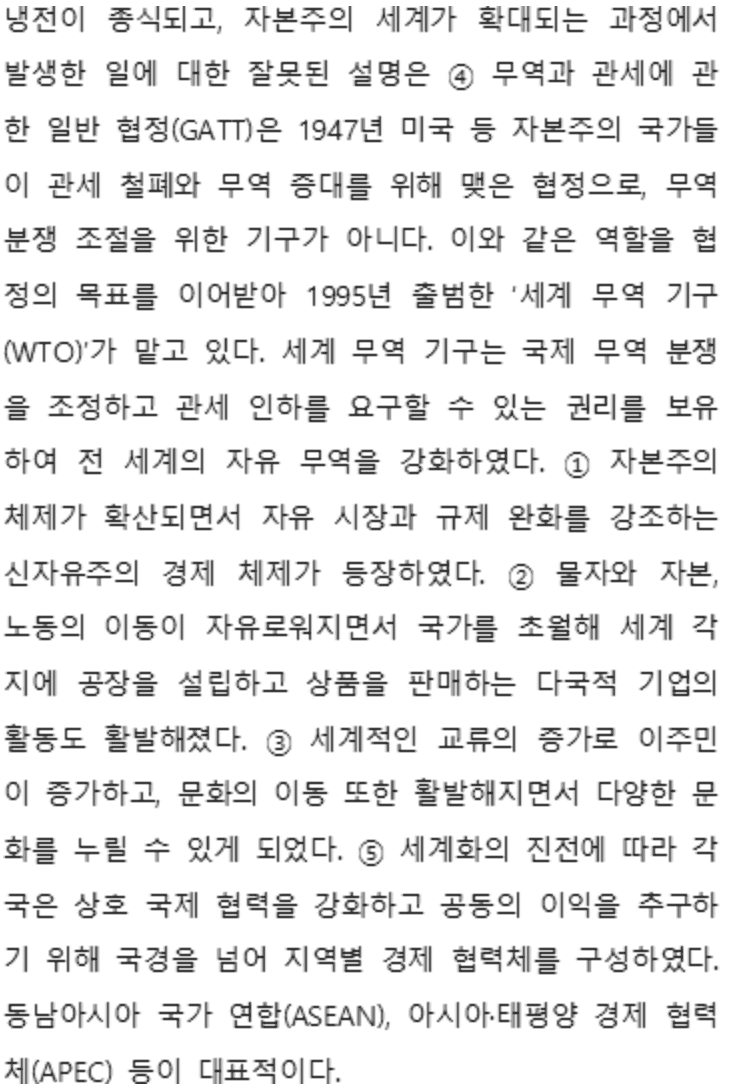 냉전이 종식되고, 자본주의 세계가 확대되는 과정에서
발생한 일에 대한 잘못된 설명은 ④ 무역과 관세에 관
한 일반 협정(GATT)은 1947년 미국 등 자본주의 국가들
이 관세 철폐와 무역 증대를 위해 맺은 협정으로, 무역
분쟁 조절을 위한 기구가 아니다. 이와 같은 역할을 협
정의 목표를 이어받아 1995년 출범한 '세계 무역 기구
(WTO)'가 맡고 있다. 세계 무역 기구는 국제 무역 분쟁
을 조정하고 관세 인하를 요구할 수 있는 권리를 보유
하여 전 세계의 자유 무역을 강화하였다. ① 자본주의
체제가 확산되면서 자유 시장과 규제 완화를 강조하는
신자유주의 경제 체제가 등장하였다. ② 물자와 자본,
노동의 이동이 자유로워지면서 국가를 초월해 세계 각
지에 공장을 설립하고 상품을 판매하는 다국적 기업의
활동도 활발해졌다. ③ 세계적인 교류의 증가로 이주민
이 증가하고, 문화의 이동 또한 활발해지면서 다양한 문
화를 누릴 수 있게 되었다. ⑤ 세계화의 진전에 따라 각
국은 상호 국제 협력을 강화하고 공동의 이익을 추구하
기 위해 국경을 넘어 지역별 경제 협력체를 구성하였다.
동남아시아 국가 연합(ASEAN), 아시아·태평양 경제 협력
체(APEC) 등이 대표적이다.